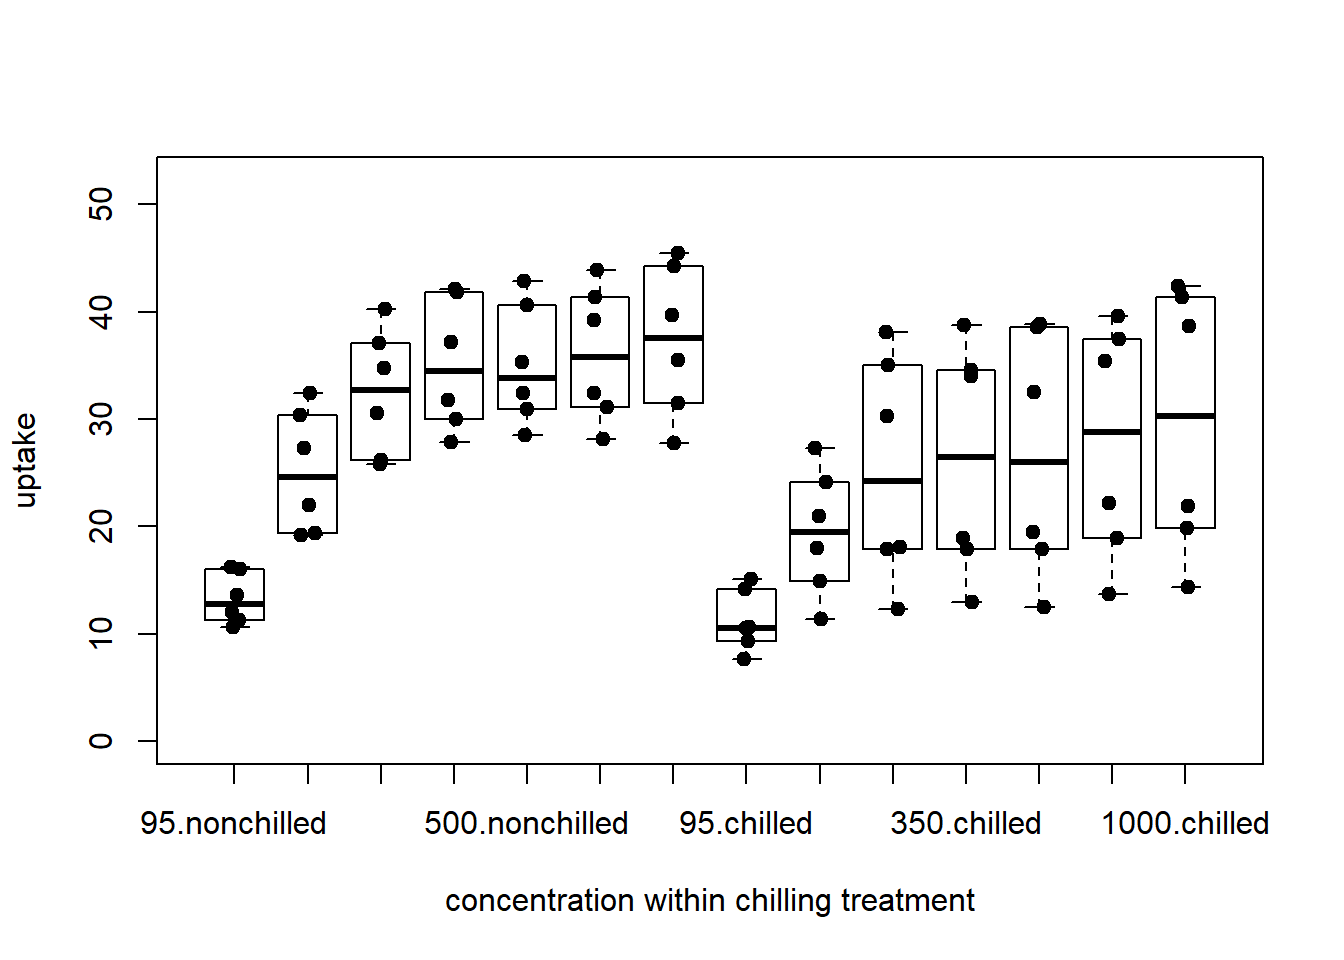 50
40
30
20
10
0
uptake
95.nonchilled 500.nonchilled 95.chilled 350.chilled 1000.chilled
concentration within chilling treatment